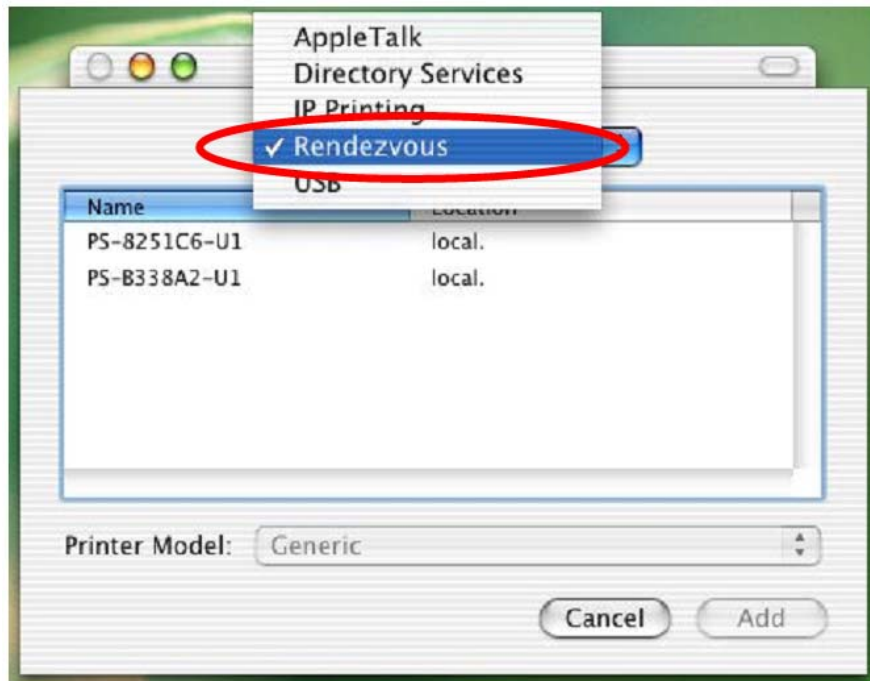 AppleTalk
Directory Services
IP Printing
✓ Rendezvous
USB
Name Location
PS-8251C6-U1 local.
PS-B338A2-U1 local.
Printer Model: Generic
Cancel Add